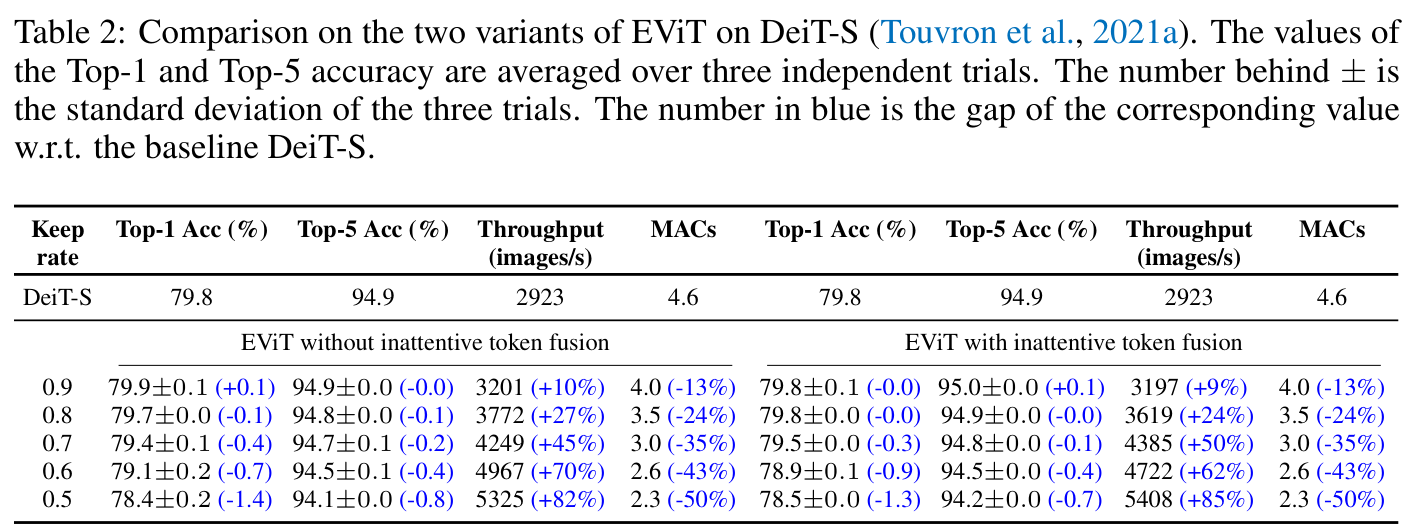 Table 2: Comparison on the two variants of EViT on DeiT-S (Touvron et al., 2021a). The values of
the Top-1 and Top-5 accuracy are averaged over three independent trials. The number behind ± is
the standard deviation of the three trials. The number in blue is the gap of the corresponding value
w.r.t. the baseline DeiT-S.
Keep Top-1 Acc (%) Top-5 Acc (%) Throughput MACs Top-1 Acc (%) Top-5 Acc (%) Throughput MACs
rate (images/s) (images/s)
DeiT-S 79.8 94.9 2923 4.6 79.8 94.9 2923 4.6
EViT without inattentive token fusion EViT with inattentive token fusion
0.9 79.9±0.1 (+0.1) 94.9±0.0 (-0.0) 3201 (+10%) 4.0 (-13%) 79.8±0.1 (-0.0) 95.0±0.0 (+0.1) 3197 (+9%) 4.0 (-13%)
0.8 79.7±0.0 (-0.1) 94.8±0.0 (-0.1) 3772 (+27%) 3.5 (-24%) 79.8±0.0 (-0.0) 94.9±0.0 (-0.0) 3619 (+24%) 3.5 (-24%)
0.7 79.4±0.1 (-0.4) 94.7±0.1 (-0.2) 4249 (+45%) 3.0 (-35%) 79.5±0.0 (-0.3) 94.8±0.0 (-0.1) 4385 (+50%) 3.0 (-35%)
0.6 79.1±0.2 (-0.7) 94.5±0.1 (-0.4) 4967 (+70%) 2.6 (-43%) 78.9±0.1 (-0.9) 94.5±0.0 (-0.4) 4722 (+62%) 2.6 (-43%)
0.5 78.4±0.2 (-1.4) 94.1±0.0 (-0.8) 5325 (+82%) 2.3 (-50%) 78.5±0.0 (-1.3) 94.2±0.0 (-0.7) 5408 (+85%) 2.3 (-50%)